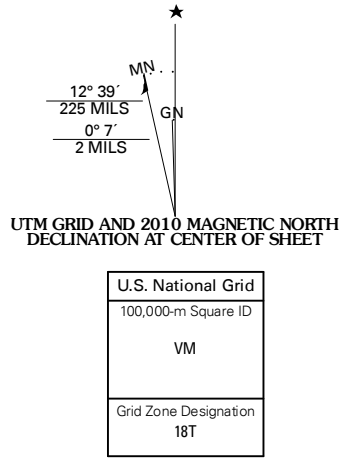 ★
MN
12° 39´
225 MILS
GN
0° 7´
2 MILS
UTM GRID AND 2010 MAGNETIC NORTH
DECLINATION AT CENTER OF SHEET
U.S. National Grid
100,000-m Square ID
VM
Grid Zone Designation
18T